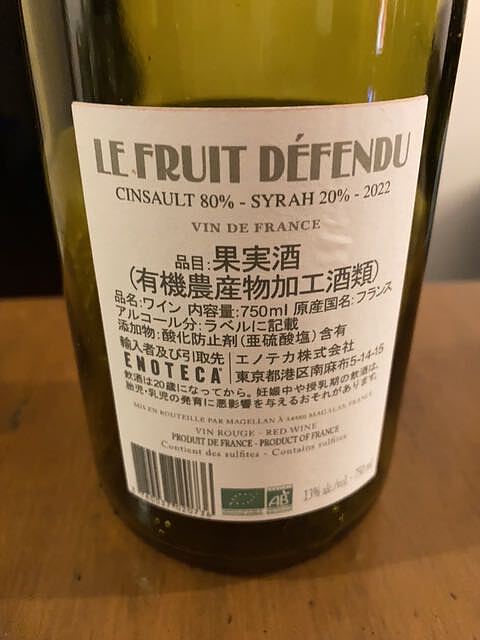 LE FRUIT DÉFENDU
CINSAULT 80% - SYRAH 20% - 2022
VIN DE FRANCE
品目:果実酒
(有機農産物加工酒類)
品名:ワイン 内容量:750ml 原産国名:フランス
アルコール分:ラベルに記載
添加物:酸化防止剤(亜硫酸塩)含有
輸入者及び引取先
ENOTECA
エノテカ株式会社
東京都港区南麻布5-14-15
飲酒は20歳になってから。妊娠中や授乳期の飲酒は、
胎児・乳児の発育に悪影響を与えるおそれがあります。
MIS EN BOUTEILLE PAR MAGELLAN À 34480 MAGALAS, FRANCE
VIN ROUGE - RED WINE
PRODUIT DE FRANCE - PRODUCT OF FRANCE
Contient des sulfites - Contains sulfites
AB
13% alc./vol - 750 ml